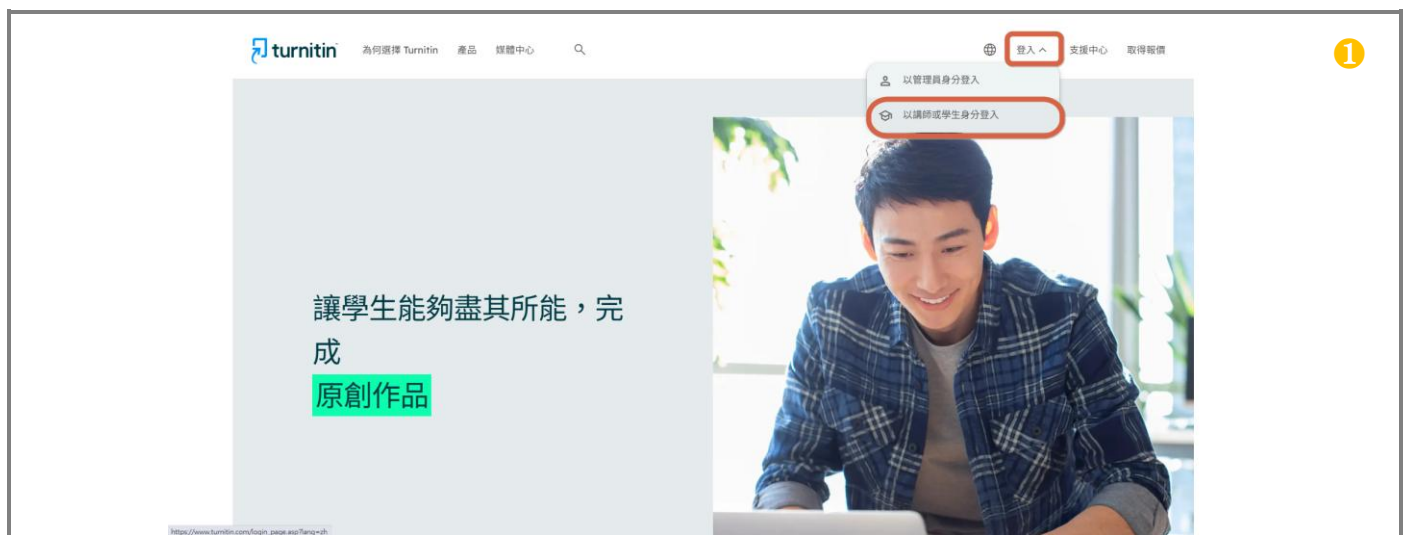 turnitin
為何選擇 Turnitin 產品 媒體中心 登入 支援中心 取得報價
1
以管理員身分登入
以講師或學生身分登入
讓學生能夠盡其所能，完
成
原創作品
https://www.turnitin.com/login_page.asp?lang=zh